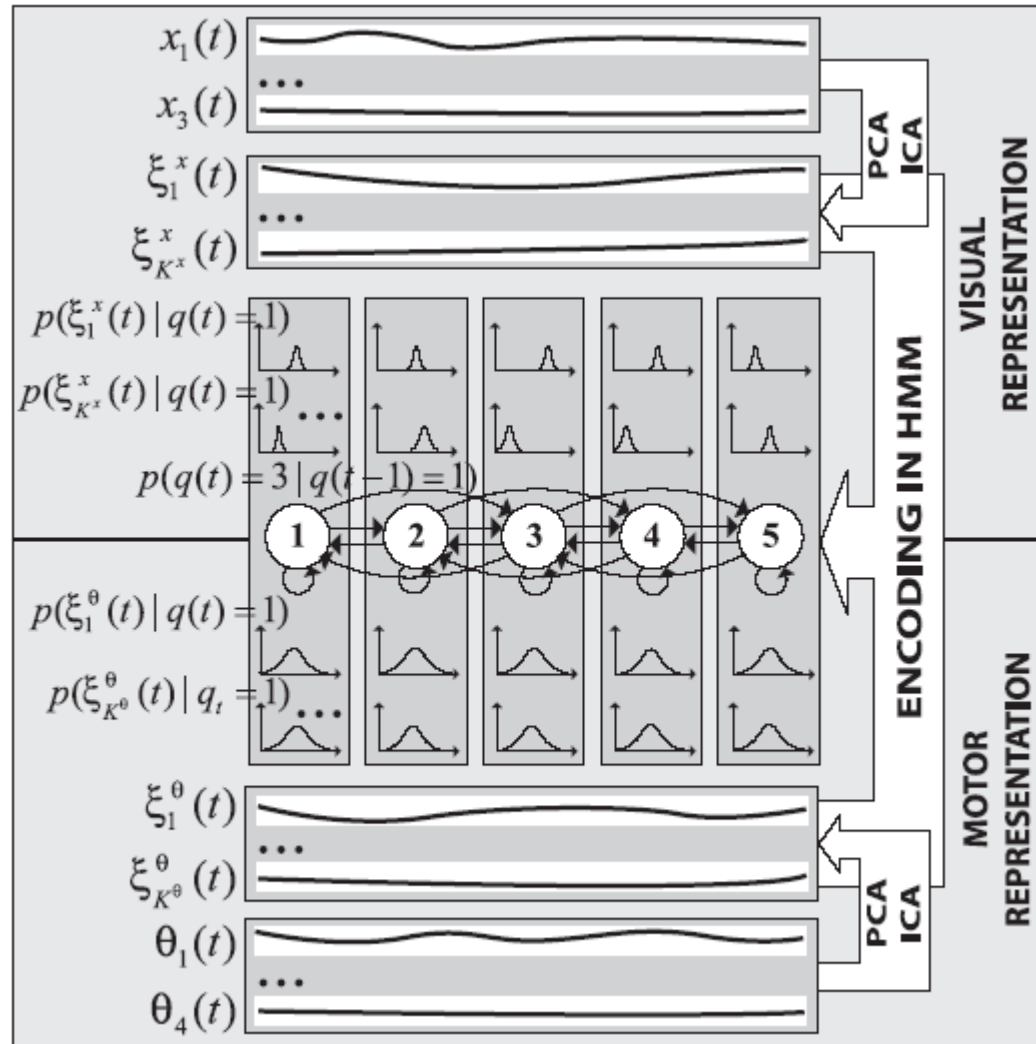 x₁(t)
...
x₃(t)
ξ₁ˣ(t)
...
ξ_{Kˣ}ˣ(t)
PCA
ICA
VISUAL
REPRESENTATION
p(ξ₁ˣ(t) | q(t) = 1)
p(ξ_{Kˣ}ˣ(t) | q(t) = 1)
...
p(q(t) = 3 | q(t − 1) = 1)
1 2 3 4 5
ENCODING IN HMM
p(ξ₁^θ(t) | q(t) = 1)
p(ξ_{K^θ}^θ(t) | q_t = 1)
...
MOTOR
REPRESENTATION
ξ₁^θ(t)
...
ξ_{K^θ}^θ(t)
PCA
ICA
θ₁(t)
...
θ₄(t)